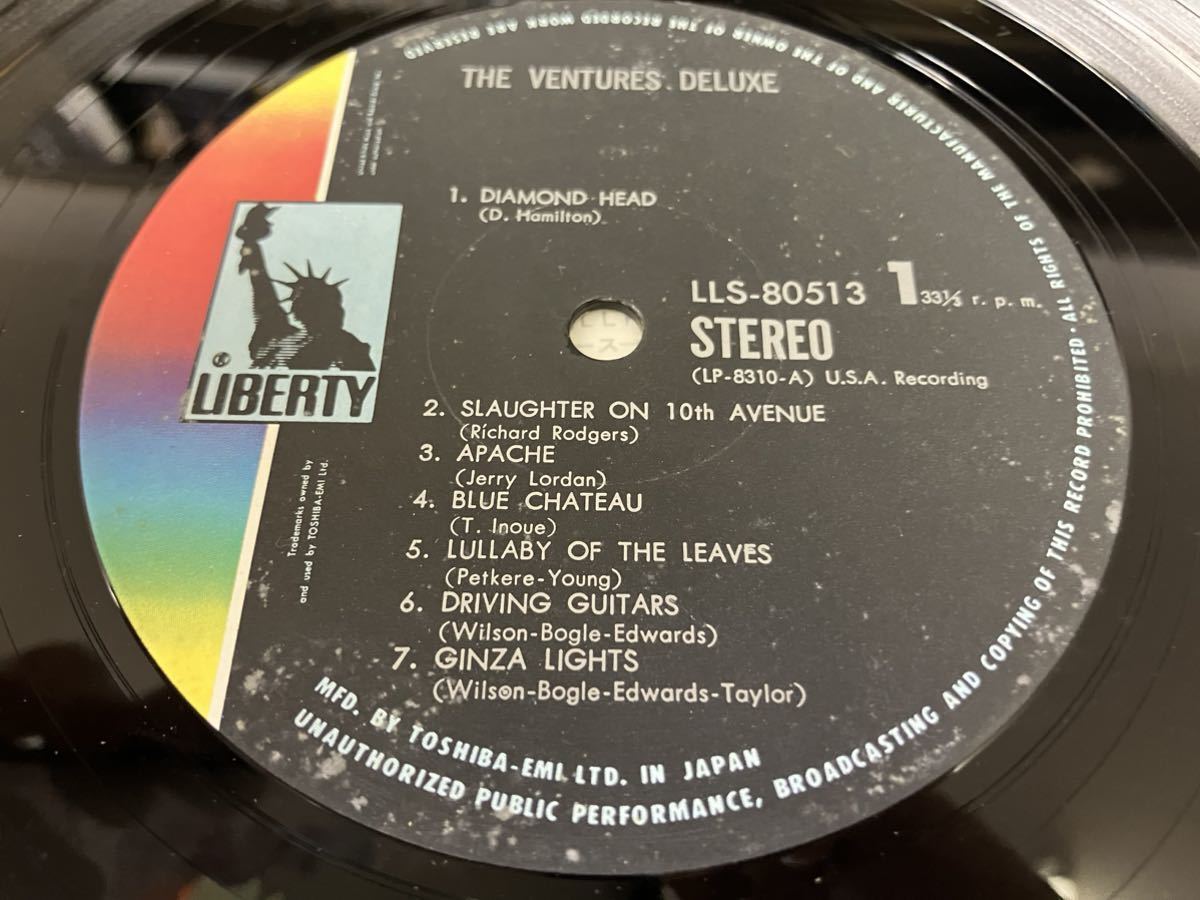 THE VENTURES DELUXE
1. DIAMOND HEAD
(D. Hamilton)
® LIBERTY
LLS-80513 1 33⅓ r. p. m.
STEREO
(LP-8310-A) U.S.A. Recording
2. SLAUGHTER ON 10th AVENUE
(Richard Rodgers)
3. APACHE
(Jerry Lordan)
4. BLUE CHATEAU
(T. Inoue)
5. LULLABY OF THE LEAVES
(Petkere-Young)
6. DRIVING GUITARS
(Wilson-Bogle-Edwards)
7. GINZA LIGHTS
(Wilson-Bogle-Edwards-Taylor)
Trademarks owned by
and used by TOSHIBA-EMI Ltd.
MFD. BY TOSHIBA-EMI LTD. IN JAPAN
UNAUTHORIZED PUBLIC PERFORMANCE, BROADCASTING AND COPYING OF THIS RECORD PROHIBITED · ALL RIGHTS OF THE MANUFACTURER AND OF THE OWNER OF THE RECORDED WORK ARE RESERVED